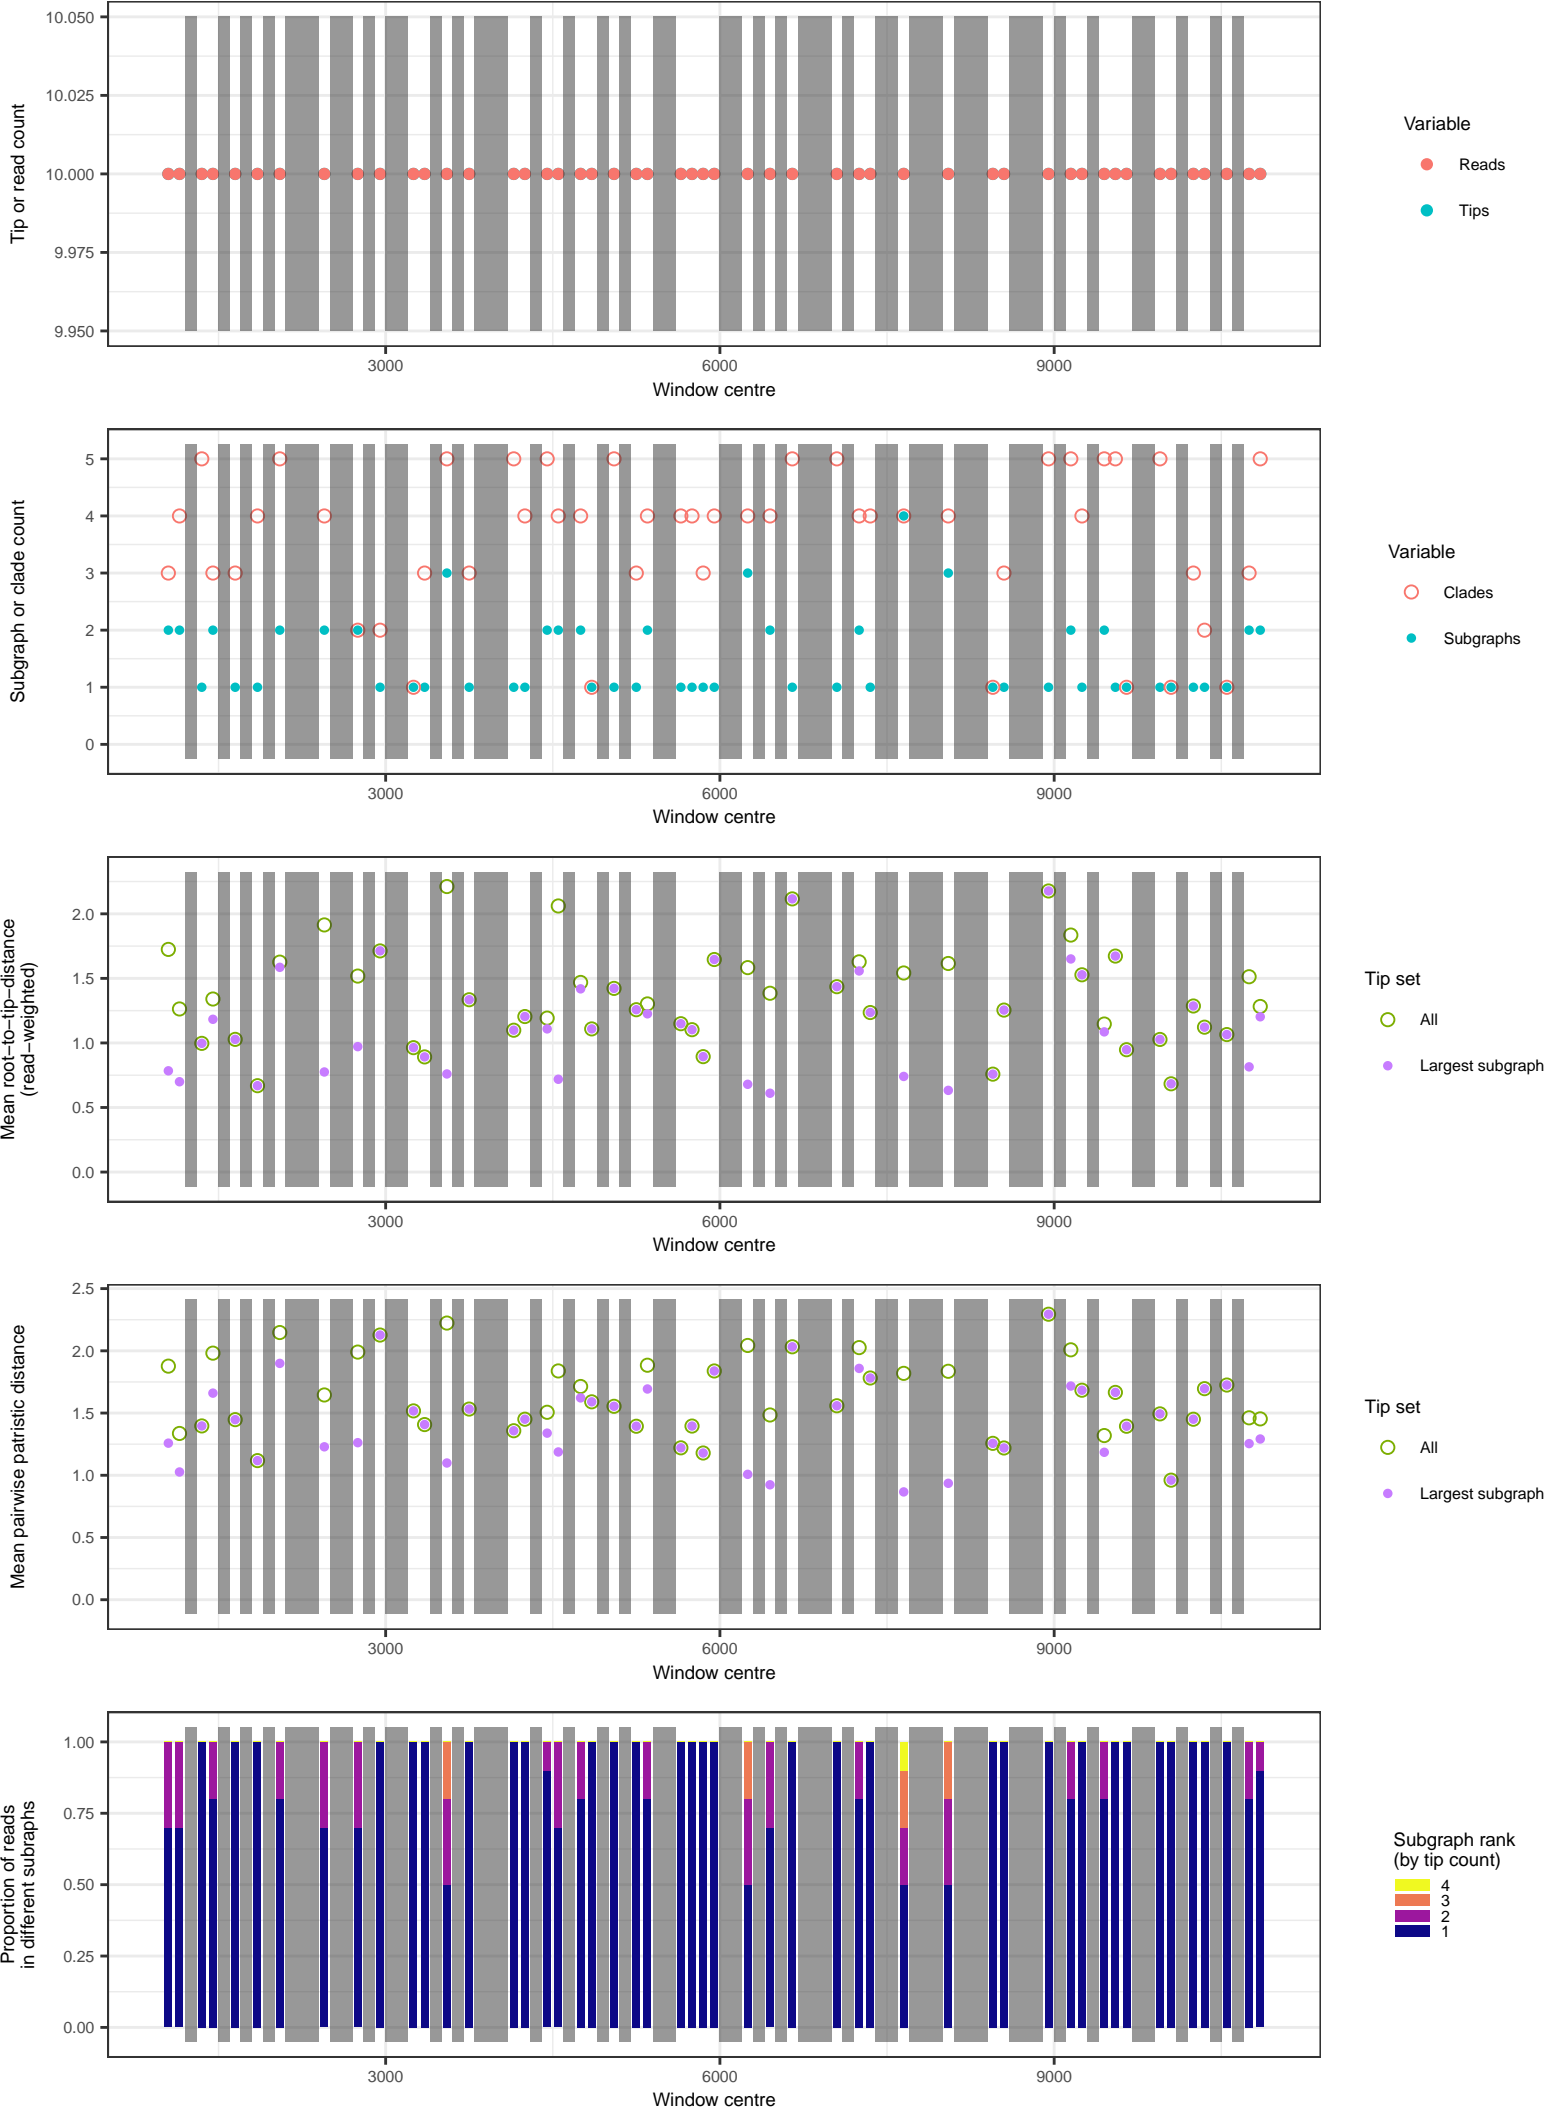 10.050
10.025
10.000
9.975
9.950
Tip or read count
3000
6000
9000
Window centre
Variable
Reads
Tips
5
4
3
2
1
0
Subgraph or clade count
3000
6000
9000
Window centre
Variable
Clades
Subgraphs
2.0
1.5
1.0
0.5
0.0
Mean root−to−tip−distance
(read−weighted)
3000
6000
9000
Window centre
Tip set
All
Largest subgraph
2.5
2.0
1.5
1.0
0.5
0.0
Mean pairwise patristic distance
3000
6000
9000
Window centre
Tip set
All
Largest subgraph
1.00
0.75
0.50
0.25
0.00
Proportion of reads
in different subraphs
3000
6000
9000
Window centre
Subgraph rank
(by tip count)
4
3
2
1